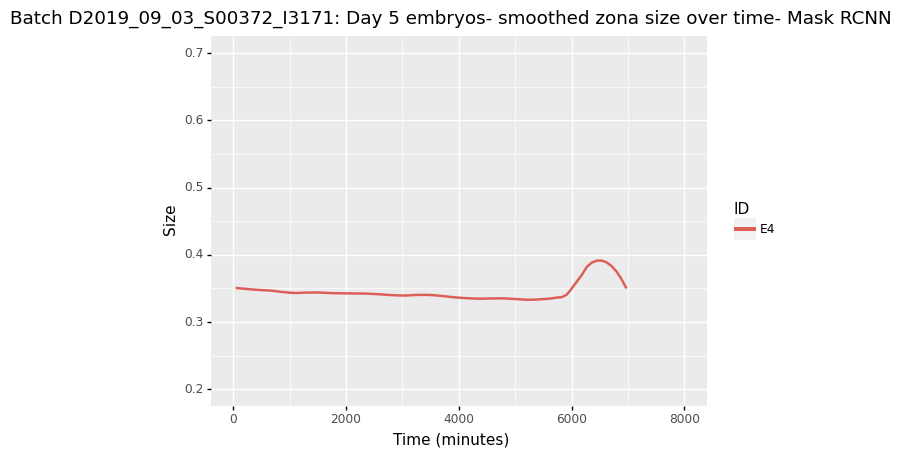 Batch D2019_09_03_S00372_I3171: Day 5 embryos- smoothed zona size over time- Mask RCNN
0.7
0.6
0.5
0.4
0.3
0.2
Size
0 2000 4000 6000 8000
Time (minutes)
ID
E4